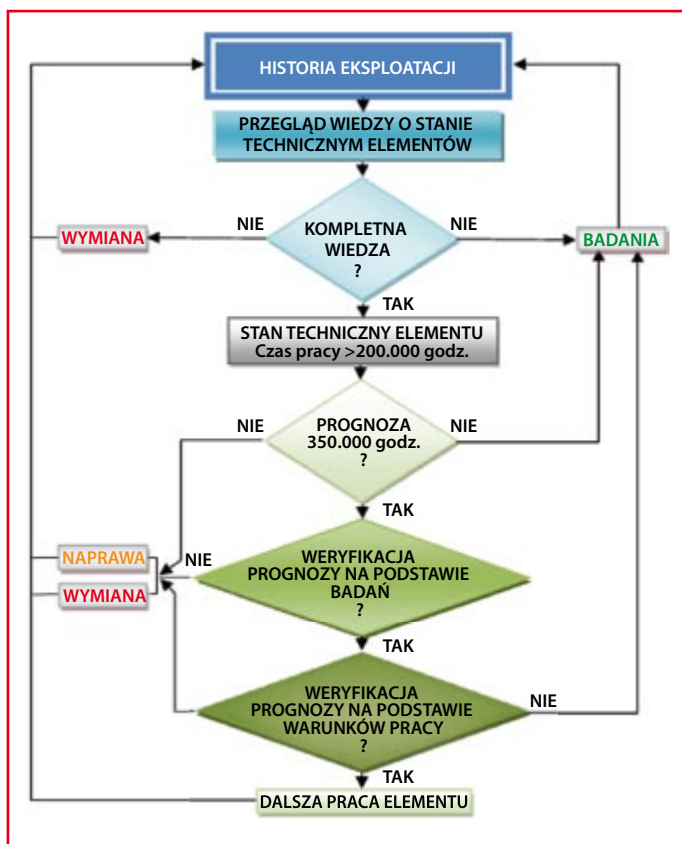 HISTORIA EKSPLOATACJI
PRZEGLĄD WIEDZY O STANIE
TECHNICZNYM ELEMENTÓW
NIE
NIE
WYMIANA
KOMPLETNA
WIEDZA
?
BADANIA
TAK
STAN TECHNICZNY ELEMENTU
Czas pracy >200.000 godz.
NIE
NIE
PROGNOZA
350.000 godz.
?
TAK
NAPRAWA
WYMIANA
NIE
WERYFIKACJA
PROGNOZY NA PODSTAWIE
BADAŃ
?
TAK
WERYFIKACJA
PROGNOZY NA PODSTAWIE
WARUNKÓW PRACY
?
NIE
TAK
DALSZA PRACA ELEMENTU